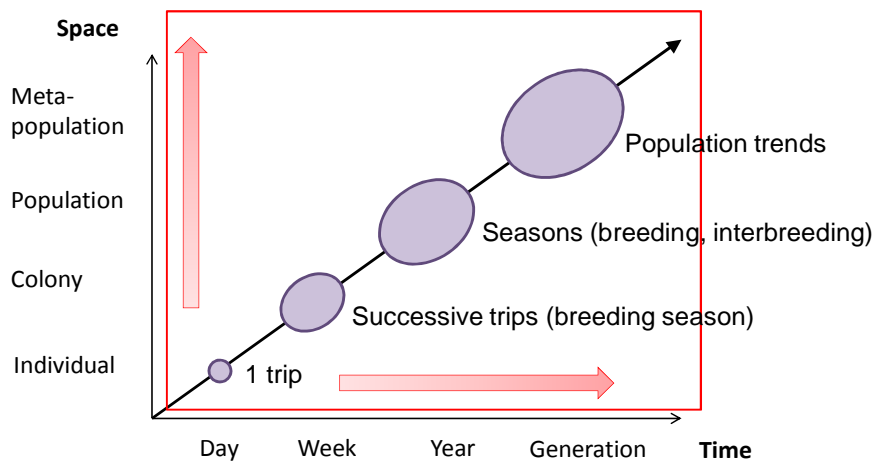 Space
Meta-
population
Population trends
Population
Seasons (breeding, interbreeding)
Colony
Successive trips (breeding season)
Individual
1 trip
Day
Week
Year
Generation
Time